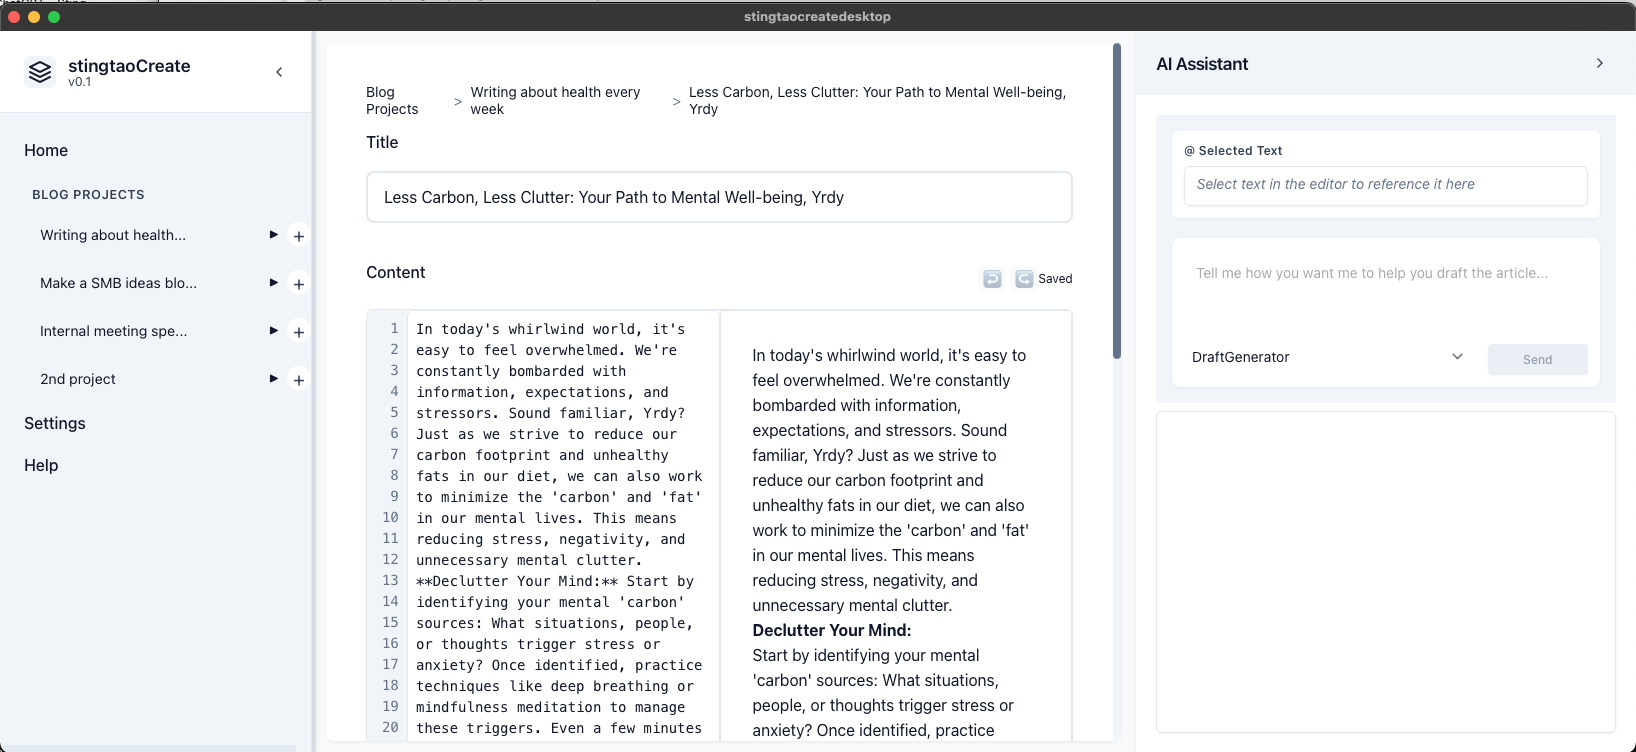 stingtaocreatedesktop
stingtaoCreate
v0.1
Home
BLOG PROJECTS
Writing about health...
Make a SMB ideas blo...
Internal meeting spe...
2nd project
Settings
Help
Blog Projects > Writing about health every week > Less Carbon, Less Clutter: Your Path to Mental Well-being, Yrdy
Title
Less Carbon, Less Clutter: Your Path to Mental Well-being, Yrdy
Content
Saved
1 In today's whirlwind world, it's
2 easy to feel overwhelmed. We're
3 constantly bombarded with
4 information, expectations, and
5 stressors. Sound familiar, Yrdy?
6 Just as we strive to reduce our
7 carbon footprint and unhealthy
8 fats in our diet, we can also work
9 to minimize the 'carbon' and 'fat'
10 in our mental lives. This means
11 reducing stress, negativity, and
12 unnecessary mental clutter.
13 **Declutter Your Mind:** Start by
14 identifying your mental 'carbon'
15 sources: What situations, people,
16 or thoughts trigger stress or
17 anxiety? Once identified, practice
18 techniques like deep breathing or
19 mindfulness meditation to manage
20 these triggers. Even a few minutes
In today's whirlwind world, it's easy to
feel overwhelmed. We're constantly
bombarded with information,
expectations, and stressors. Sound
familiar, Yrdy? Just as we strive to
reduce our carbon footprint and
unhealthy fats in our diet, we can also
work to minimize the 'carbon' and 'fat'
in our mental lives. This means
reducing stress, negativity, and
unnecessary mental clutter.
Declutter Your Mind:
Start by identifying your mental
'carbon' sources: What situations,
people, or thoughts trigger stress or
anxiety? Once identified, practice
AI Assistant
@ Selected Text
Select text in the editor to reference it here
Tell me how you want me to help you draft the article...
DraftGenerator
Send